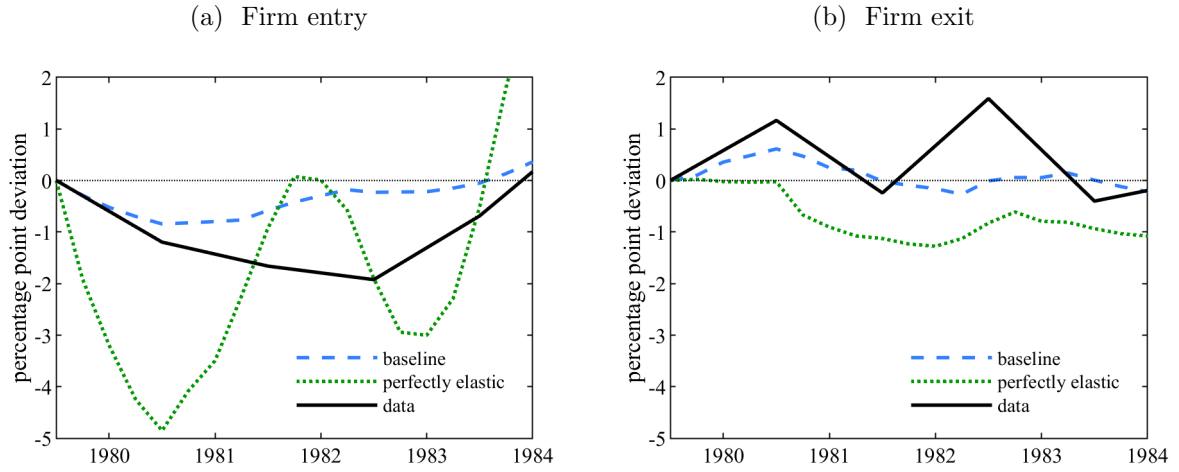 (a) Firm entry
percentage point deviation
2
1
0
-1
-2
-3
-4
-5
1980 1981 1982 1983 1984
baseline
perfectly elastic
data
(b) Firm exit
percentage point deviation
2
1
0
-1
-2
-3
-4
-5
1980 1981 1982 1983 1984
baseline
perfectly elastic
data